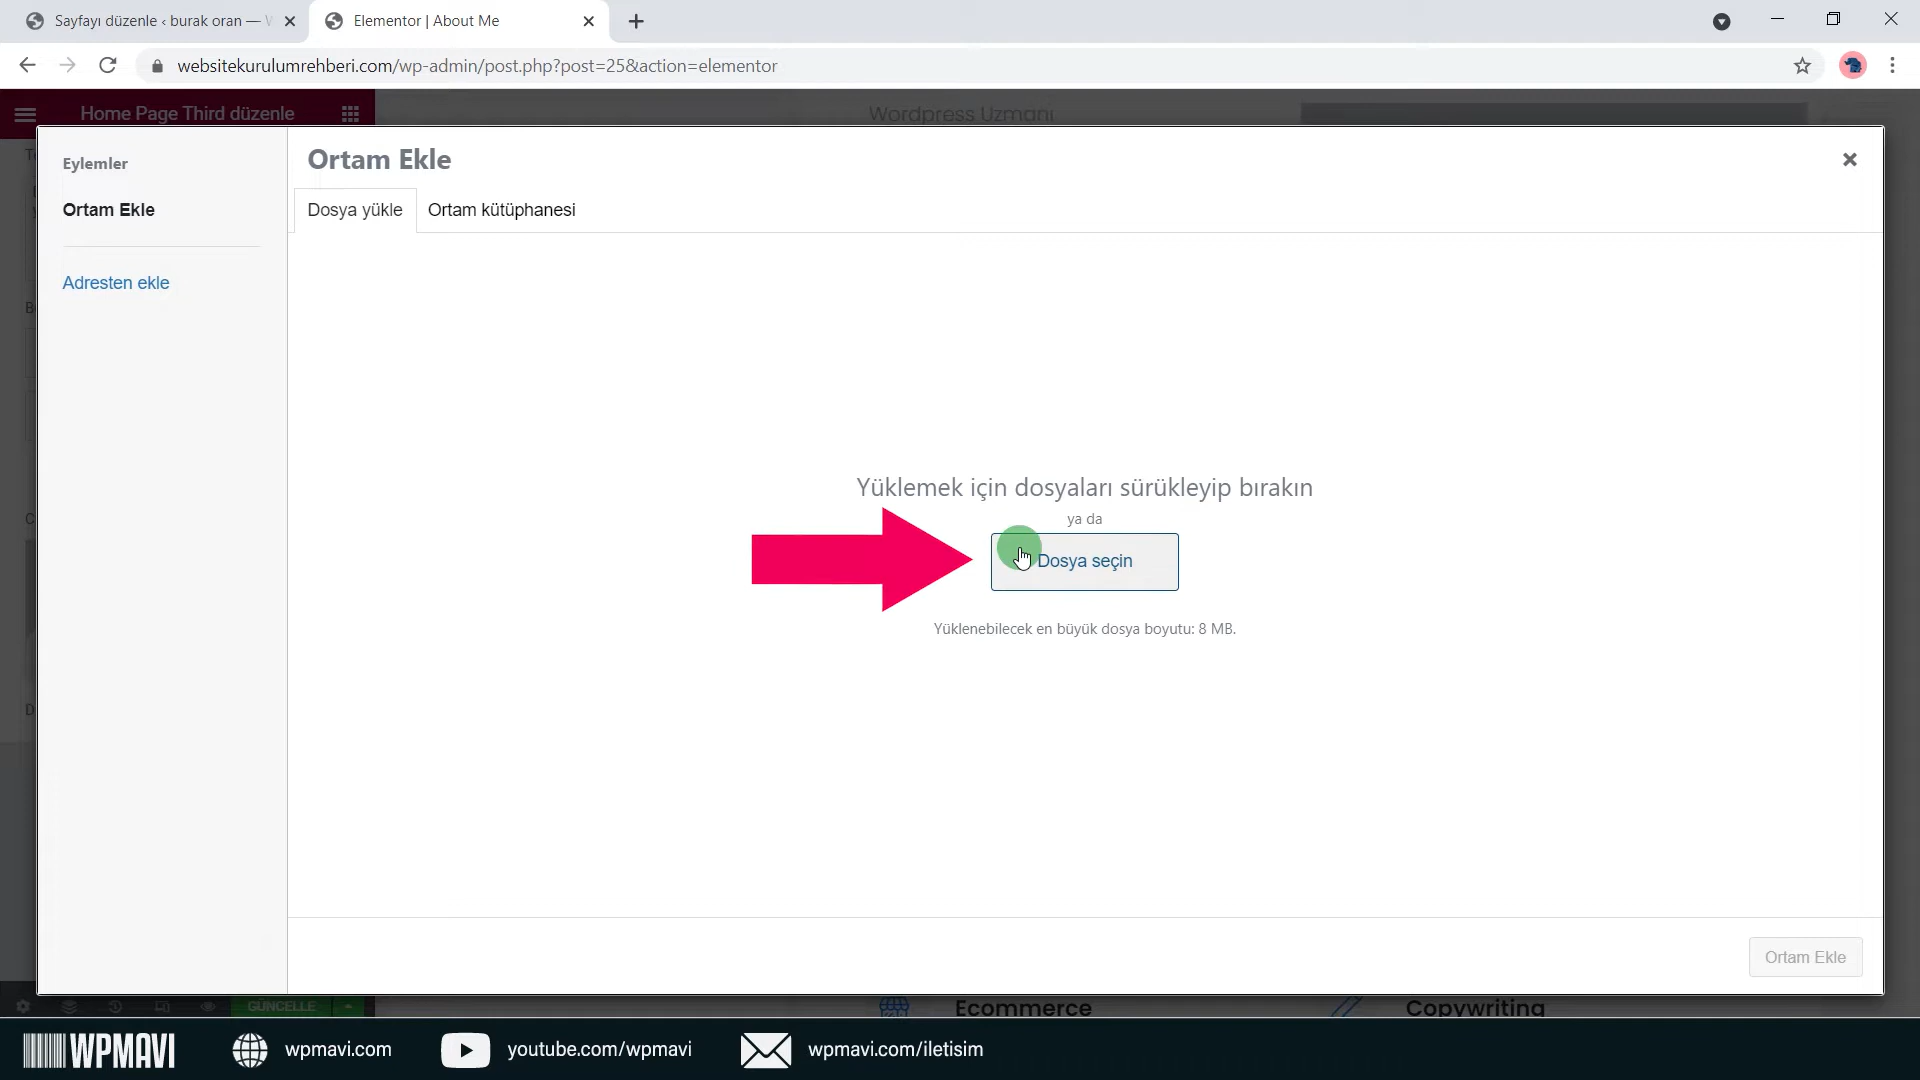 Sayfayı düzenle ‹ burak oran — W
Elementor | About Me
websitekurulumrehberi.com/wp-admin/post.php?post=25&action=elementor
Home Page Third düzenle
Wordpress Uzmanı
Eylemler
Ortam Ekle
Adresten ekle
Ortam Ekle
Dosya yükle
Ortam kütüphanesi
Yüklemek için dosyaları sürükleyip bırakın
ya da
Dosya seçin
Yüklenebilecek en büyük dosya boyutu: 8 MB.
Ortam Ekle
GÜNCELLE
Ecommerce
Copywriting
WPMAVI
wpmavi.com
youtube.com/wpmavi
wpmavi.com/iletisim